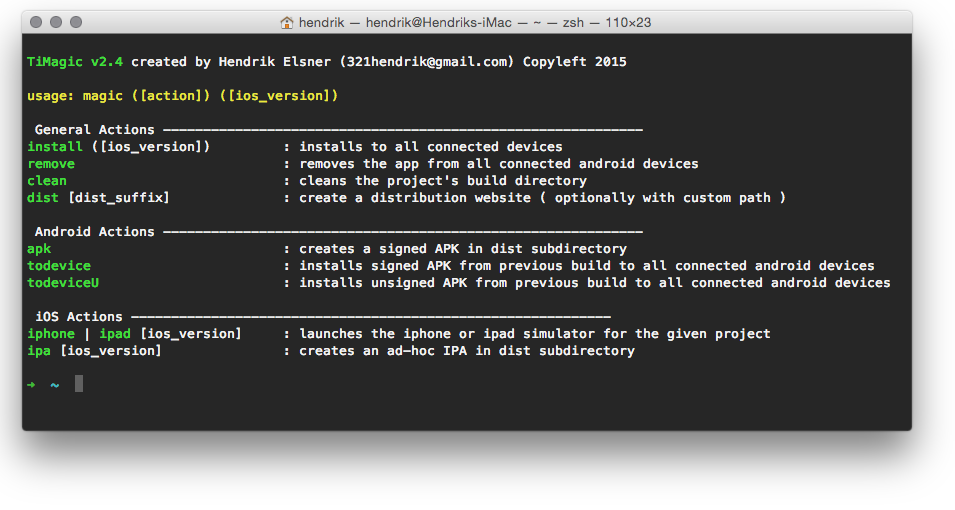 hendrik — hendrik@Hendriks-iMac — ~ — zsh — 110×23
TiMagic v2.4 created by Hendrik Elsner (321hendrik@gmail.com) Copyleft 2015
usage: magic ([action]) ([ios_version])
General Actions ————————————————————————————————————————————————————————————
install ([ios_version]) : installs to all connected devices
remove : removes the app from all connected android devices
clean : cleans the project's build directory
dist [dist_suffix] : create a distribution website ( optionally with custom path )
Android Actions ————————————————————————————————————————————————————————————
apk : creates a signed APK in dist subdirectory
todevice : installs signed APK from previous build to all connected android devices
todeviceU : installs unsigned APK from previous build to all connected android devices
iOS Actions ————————————————————————————————————————————————————————————
iphone | ipad [ios_version] : launches the iphone or ipad simulator for the given project
ipa [ios_version] : creates an ad-hoc IPA in dist subdirectory
➜ ~